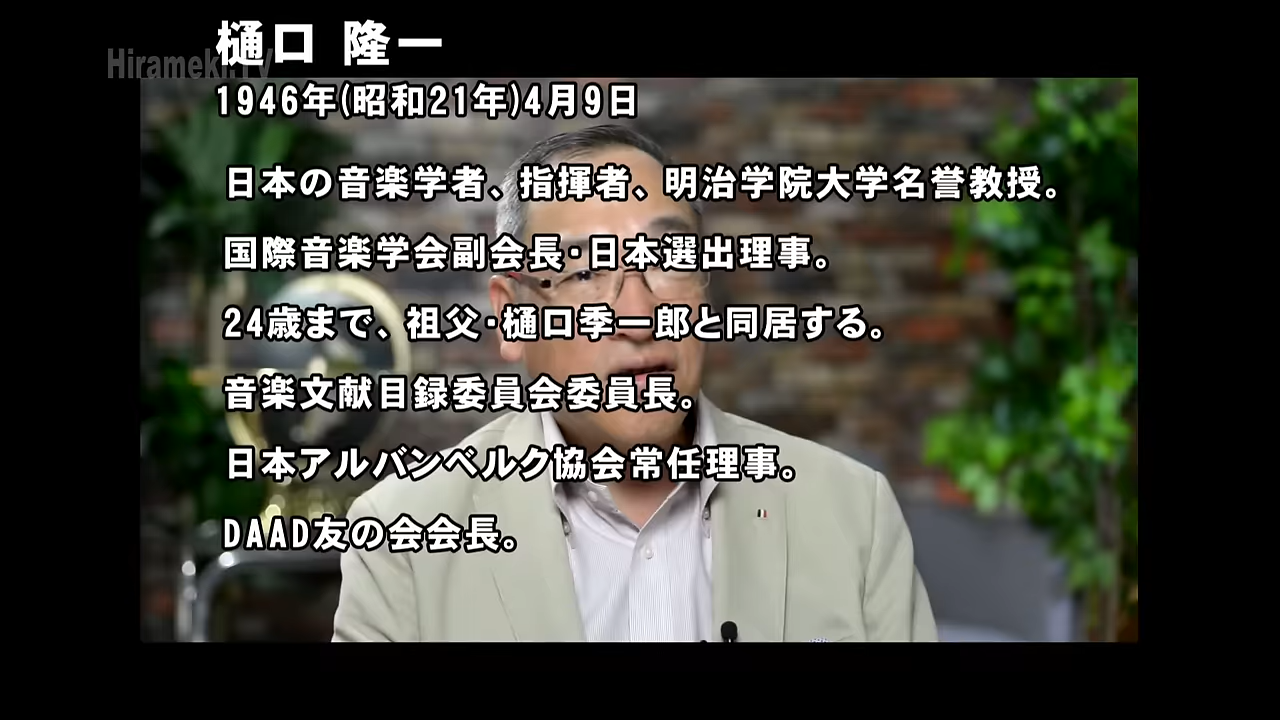 樋口 隆一
Hirameki.TV
1946年(昭和21年)4月9日
日本の音楽学者、指揮者、明治学院大学名誉教授。
国際音楽学会副会長・日本選出理事。
24歳まで、祖父・樋口季一郎と同居する。
音楽文献目録委員会委員長。
日本アルバンベルク協会常任理事。
DAAD友の会会長。